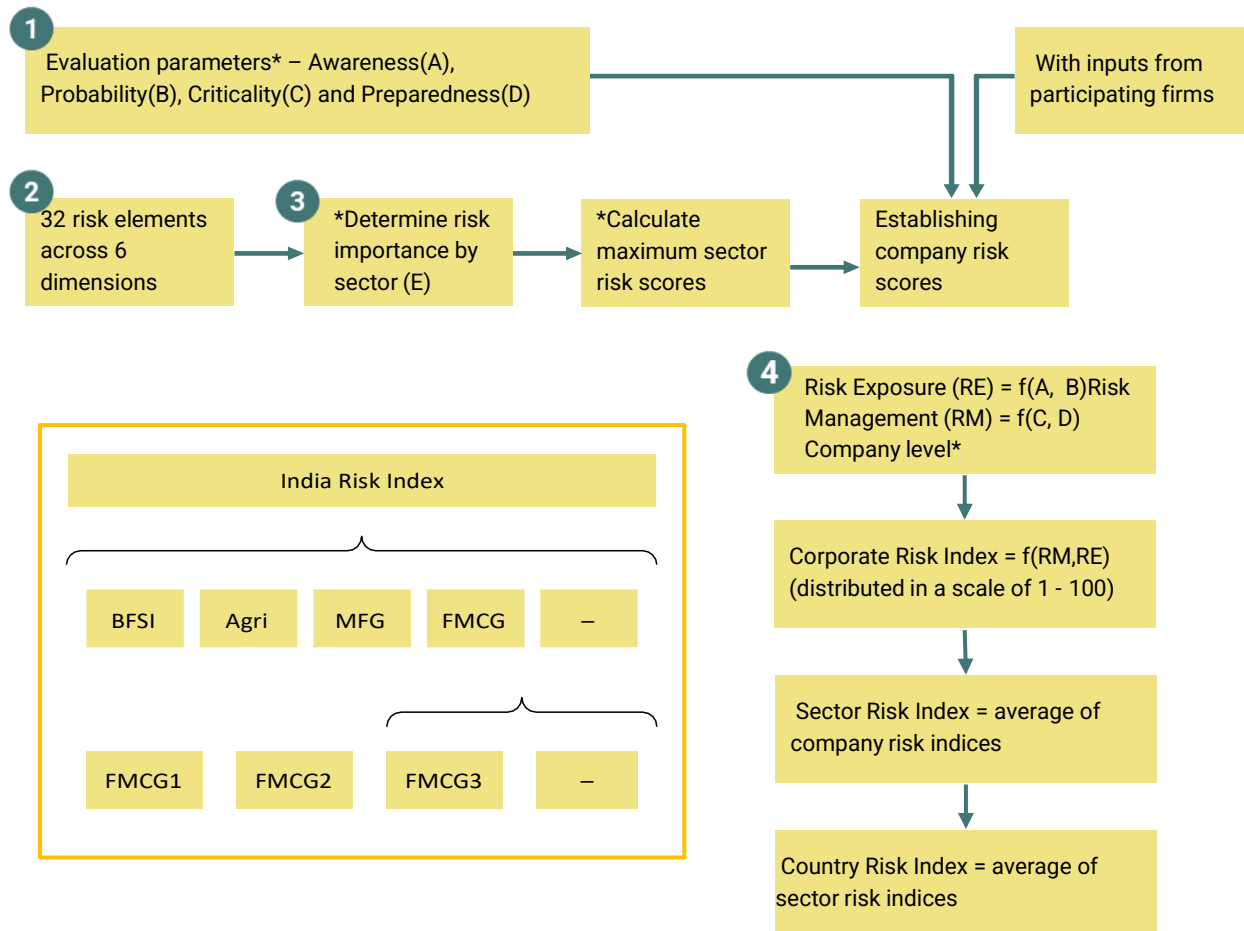 1
Evaluation parameters* – Awareness(A),
Probability(B), Criticality(C) and Preparedness(D)
With inputs from
participating firms
2
32 risk elements
across 6
dimensions
3
*Determine risk
importance by
sector (E)
*Calculate
maximum sector
risk scores
Establishing
company risk
scores
4
Risk Exposure (RE) = f(A, B)Risk
Management (RM) = f(C, D)
Company level*
Corporate Risk Index = f(RM,RE)
(distributed in a scale of 1 - 100)
Sector Risk Index = average of
company risk indices
Country Risk Index = average of
sector risk indices
India Risk Index
BFSI
Agri
MFG
FMCG
–
FMCG1
FMCG2
FMCG3
–